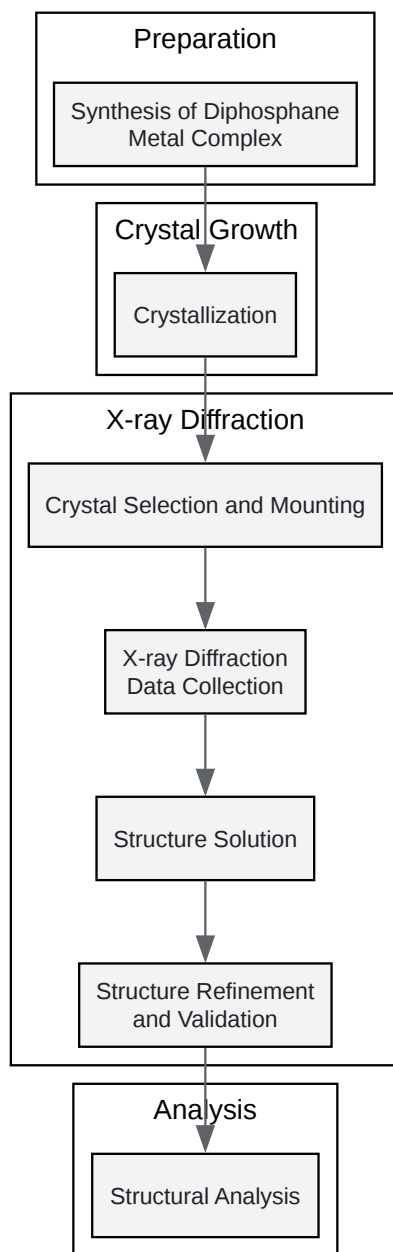 Preparation
Synthesis of Diphosphane
Metal Complex
Crystal Growth
Crystallization
X-ray Diffraction
Crystal Selection and Mounting
X-ray Diffraction
Data Collection
Structure Solution
Structure Refinement
and Validation
Analysis
Structural Analysis